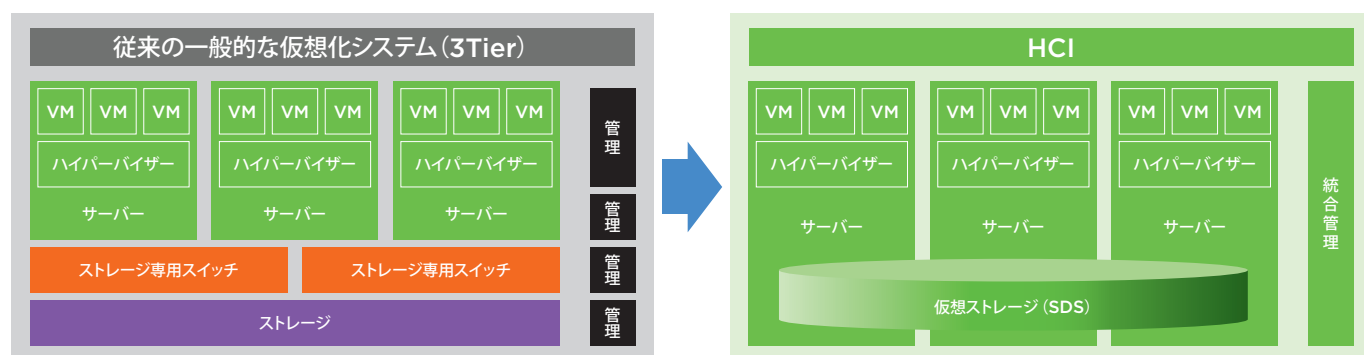 従来の一般的な仮想化システム（3Tier）
VM VM VM VM VM VM VM VM VM
ハイパーバイザー ハイパーバイザー ハイパーバイザー
管理
サーバー サーバー サーバー
管理
ストレージ専用スイッチ ストレージ専用スイッチ
管理
ストレージ
管理
HCI
VM VM VM VM VM VM VM VM VM
ハイパーバイザー ハイパーバイザー ハイパーバイザー
サーバー サーバー サーバー
仮想ストレージ（SDS）
統合管理